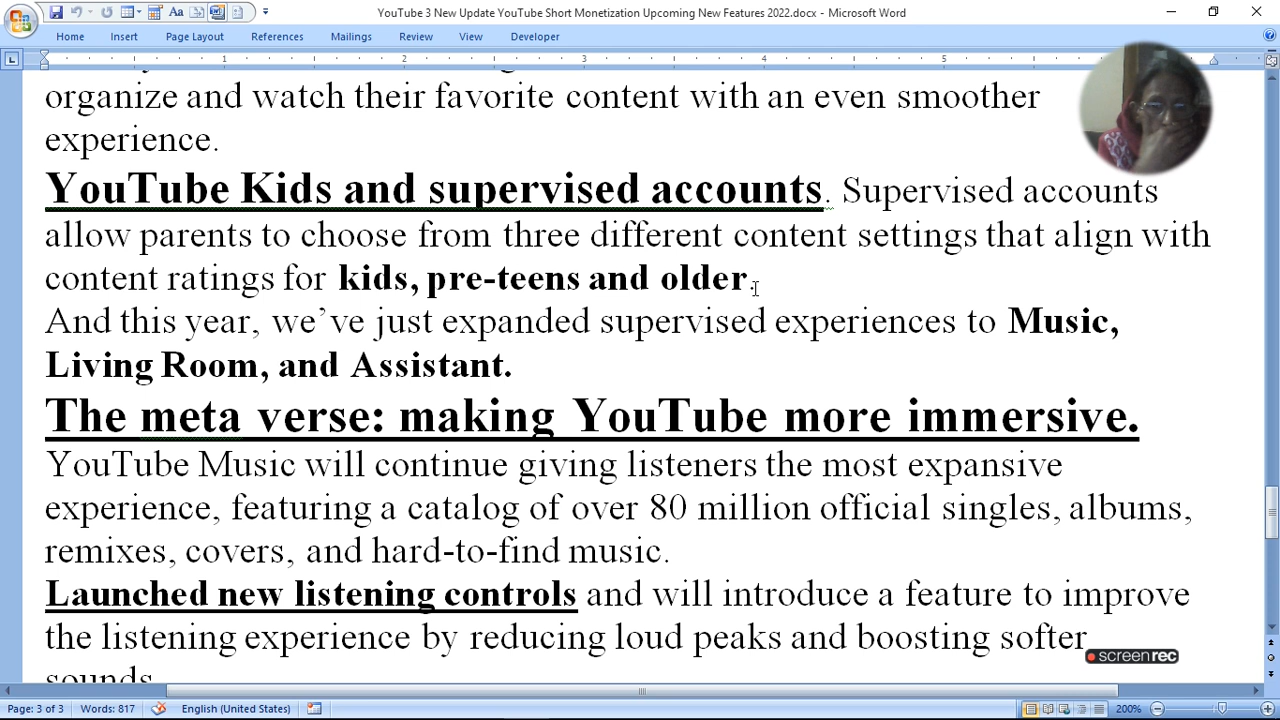 YouTube 3 New Update YouTube Short Monetization Upcoming New Features 2022.docx - Microsoft Word
Home Insert Page Layout References Mailings Review View Developer
1 2 3 4 5
organize and watch their favorite content with an even smoother
experience.
YouTube Kids and supervised accounts. Supervised accounts
allow parents to choose from three different content settings that align with
content ratings for kids, pre-teens and older.
And this year, we’ve just expanded supervised experiences to Music,
Living Room, and Assistant.
The meta verse: making YouTube more immersive.
YouTube Music will continue giving listeners the most expansive
experience, featuring a catalog of over 80 million official singles, albums,
remixes, covers, and hard-to-find music.
Launched new listening controls and will introduce a feature to improve
the listening experience by reducing loud peaks and boosting softer
sounds
screenrec
Page: 3 of 3 Words: 817 English (United States) 200%